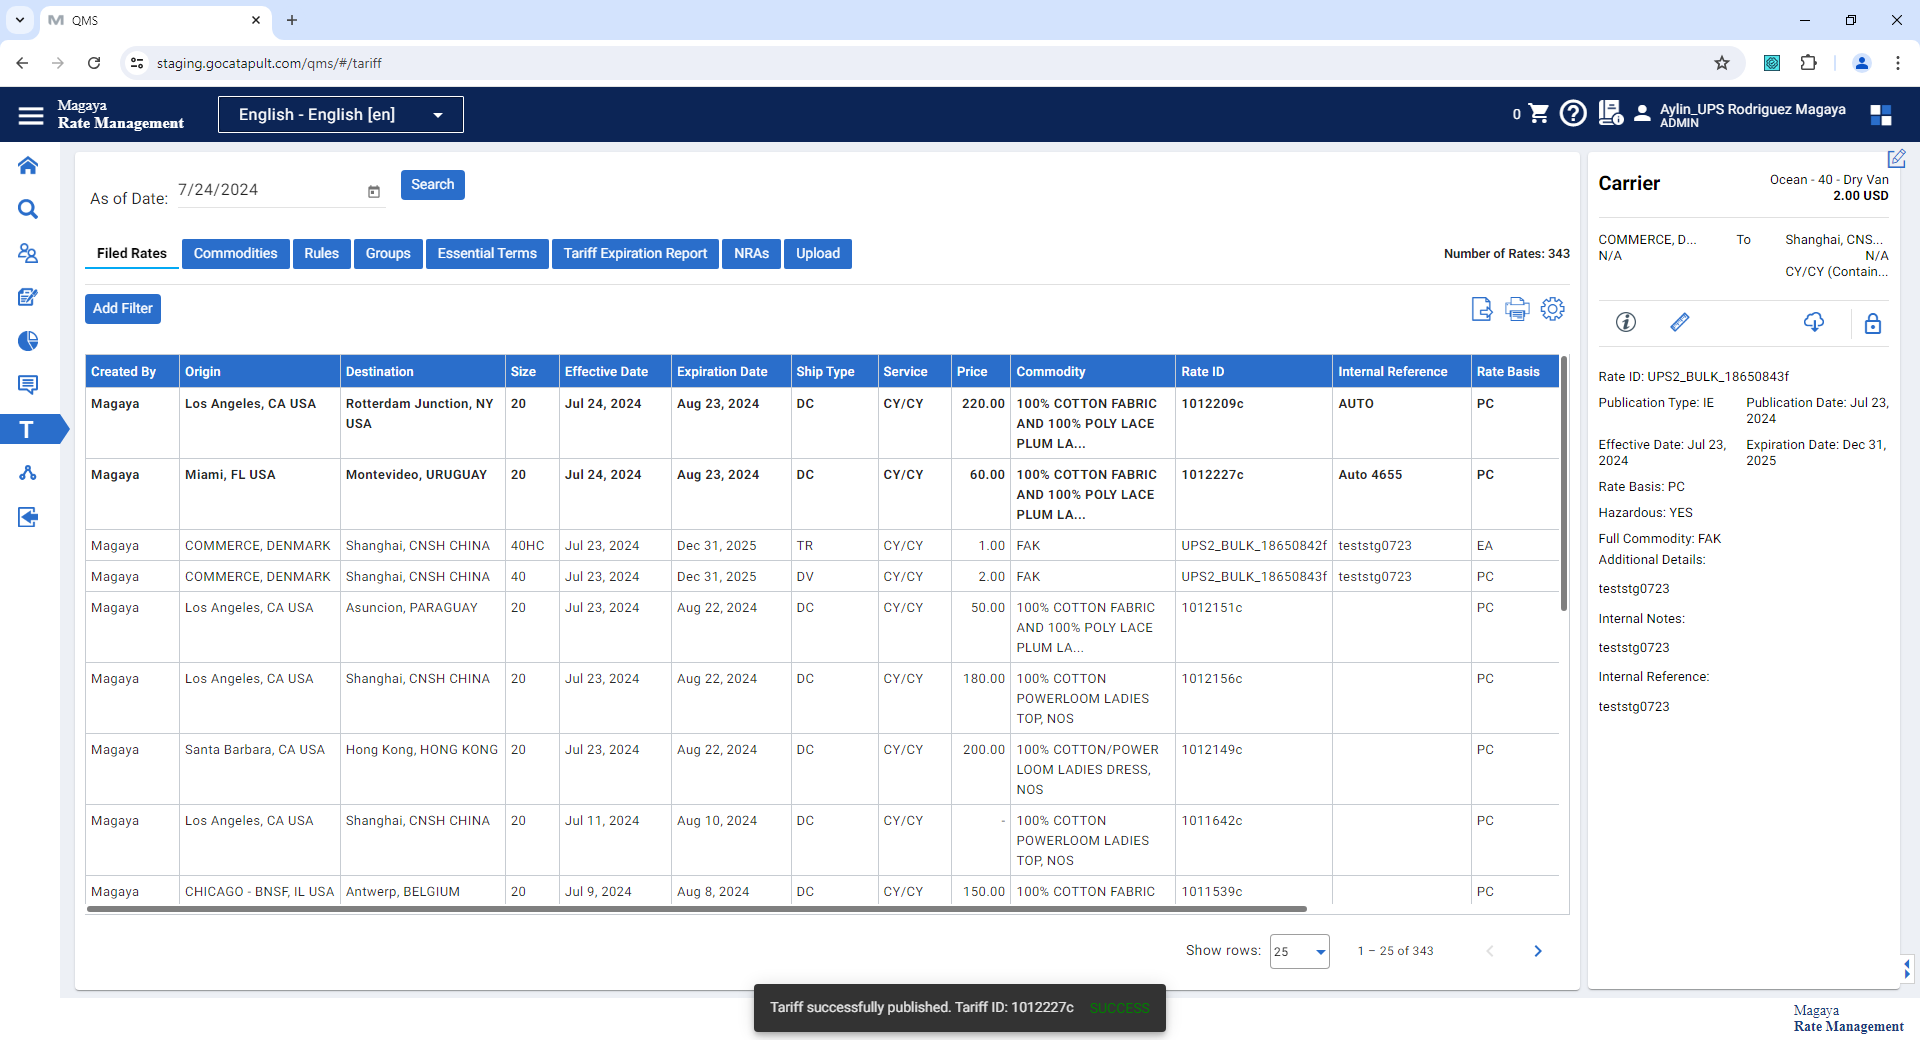 QMS
staging.gocatapult.com/qms/#/tariff
Magaya
Rate Management
English - English [en]
0
Aylin_UPS Rodriguez Magaya
ADMIN
As of Date: 7/24/2024
Search
Filed Rates Commodities Rules Groups Essential Terms Tariff Expiration Report NRAs Upload
Number of Rates: 343
Add Filter
Created By Origin Destination Size Effective Date Expiration Date Ship Type Service Price Commodity Rate ID Internal Reference Rate Basis
Magaya Los Angeles, CA USA Rotterdam Junction, NY 20 Jul 24, 2024 Aug 23, 2024 DC CY/CY 220.00 100% COTTON FABRIC 1012209c AUTO PC
USA AND 100% POLY LACE
PLUM LA...
Magaya Miami, FL USA Montevideo, URUGUAY 20 Jul 24, 2024 Aug 23, 2024 DC CY/CY 60.00 100% COTTON FABRIC 1012227c Auto 4655 PC
AND 100% POLY LACE
PLUM LA...
Magaya COMMERCE, DENMARK Shanghai, CNSH CHINA 40HC Jul 23, 2024 Dec 31, 2025 TR CY/CY 1.00 FAK UPS2_BULK_18650842f teststg0723 EA
Magaya COMMERCE, DENMARK Shanghai, CNSH CHINA 40 Jul 23, 2024 Dec 31, 2025 DV CY/CY 2.00 FAK UPS2_BULK_18650843f teststg0723 PC
Magaya Los Angeles, CA USA Asuncion, PARAGUAY 20 Jul 23, 2024 Aug 22, 2024 DC CY/CY 50.00 100% COTTON FABRIC 1012151c PC
AND 100% POLY LACE
PLUM LA...
Magaya Los Angeles, CA USA Shanghai, CNSH CHINA 20 Jul 23, 2024 Aug 22, 2024 DC CY/CY 180.00 100% COTTON 1012156c PC
POWERLOOM LADIES
TOP, NOS
Magaya Santa Barbara, CA USA Hong Kong, HONG KONG 20 Jul 23, 2024 Aug 22, 2024 DC CY/CY 200.00 100% COTTON/POWER 1012149c PC
LOOM LADIES DRESS,
NOS
Magaya Los Angeles, CA USA Shanghai, CNSH CHINA 20 Jul 11, 2024 Aug 10, 2024 DC CY/CY - 100% COTTON 1011642c PC
POWERLOOM LADIES
TOP, NOS
Magaya CHICAGO - BNSF, IL USA Antwerp, BELGIUM 20 Jul 9, 2024 Aug 8, 2024 DC CY/CY 150.00 100% COTTON FABRIC 1011539c PC
Show rows: 25 1 – 25 of 343
Carrier
Ocean - 40 - Dry Van
2.00 USD
COMMERCE, D... To Shanghai, CNS...
N/A N/A
CY/CY (Contain...
Rate ID: UPS2_BULK_18650843f
Publication Type: IE Publication Date: Jul 23,
2024
Effective Date: Jul 23, Expiration Date: Dec 31,
2024 2025
Rate Basis: PC
Hazardous: YES
Full Commodity: FAK
Additional Details:
teststg0723
Internal Notes:
teststg0723
Internal Reference:
teststg0723
Tariff successfully published. Tariff ID: 1012227c SUCCESS
Magaya
Rate Management